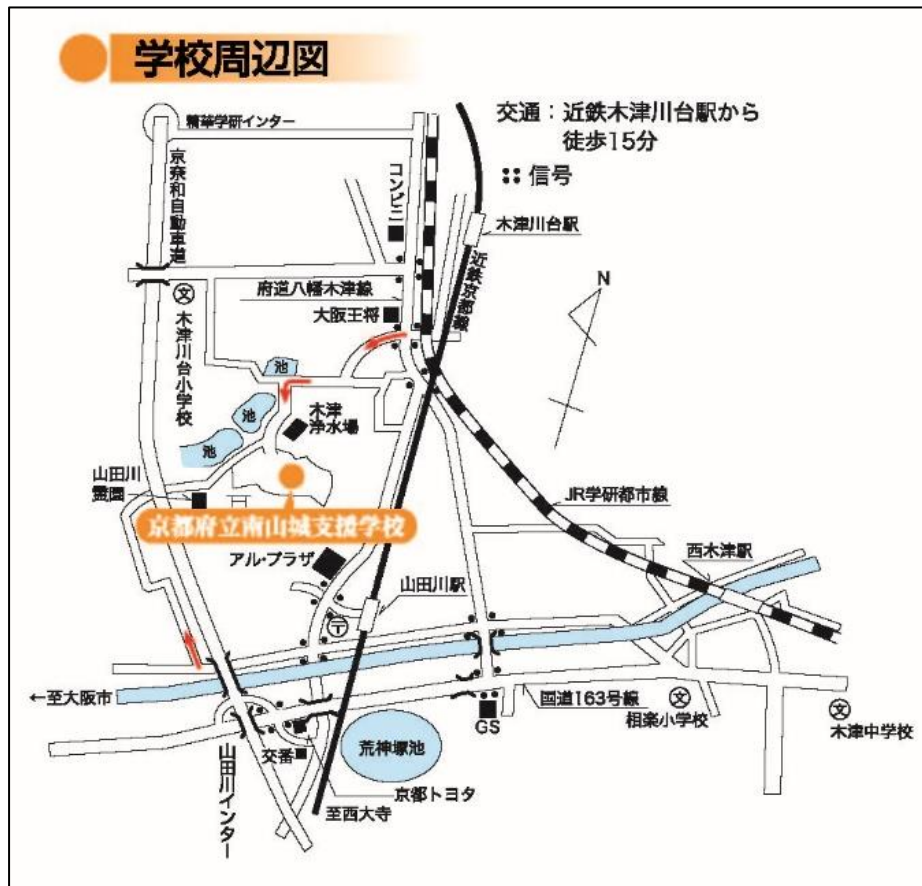 学校周辺図
交通：近鉄木津川台駅から
徒歩15分
信号
精華学研インター
京奈和自動車道
コンビニ
木津川台駅
近鉄京都線
府道八幡木津線
大阪王将
N
文
木津川台小学校
池
池
池
木津
浄水場
山田川
霊園
京都府立南山城支援学校
JR学研都市線
アル・プラザ
西木津駅
山田川駅
〒
←至大阪市
国道163号線
文
相楽小学校
文
木津中学校
GS
荒神塚池
交番
京都トヨタ
至西大寺
山田川インター